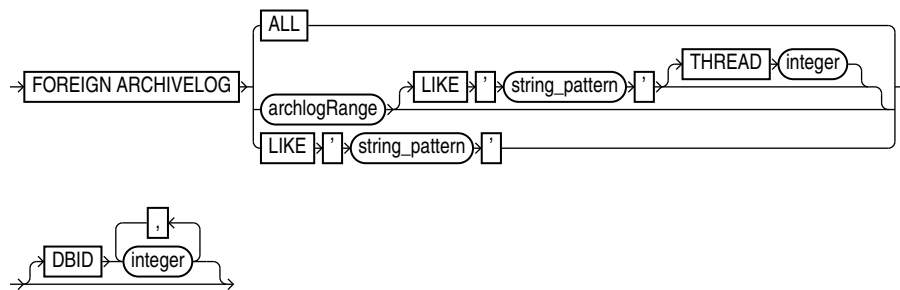 ALL
FOREIGN ARCHIVELOG
THREAD integer
LIKE ' string_pattern '
archlogRange
LIKE ' string_pattern '
,
DBID integer